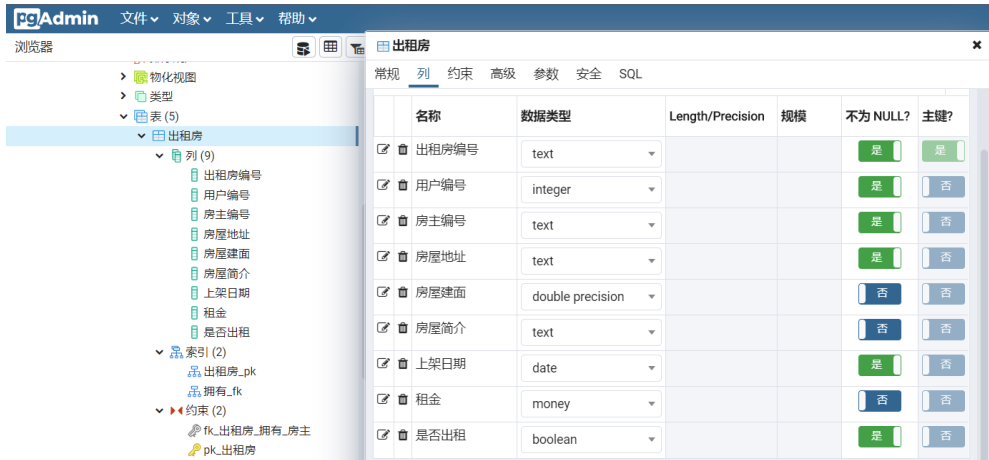 pgAdmin 文件 对象 工具 帮助
浏览器
物化视图
类型
表 (5)
出租房
列 (9)
出租房编号
用户编号
房主编号
房屋地址
房屋建面
房屋简介
上架日期
租金
是否出租
索引 (2)
出租房_pk
拥有_fk
约束 (2)
fk_出租房_拥有_房主
pk_出租房
出租房
常规 列 约束 高级 参数 安全 SQL
名称 数据类型 Length/Precision 规模 不为 NULL? 主键?
出租房编号 text 是 是
用户编号 integer 是 否
房主编号 text 是 否
房屋地址 text 是 否
房屋建面 double precision 否 否
房屋简介 text 否 否
上架日期 date 是 否
租金 money 否 否
是否出租 boolean 是 否